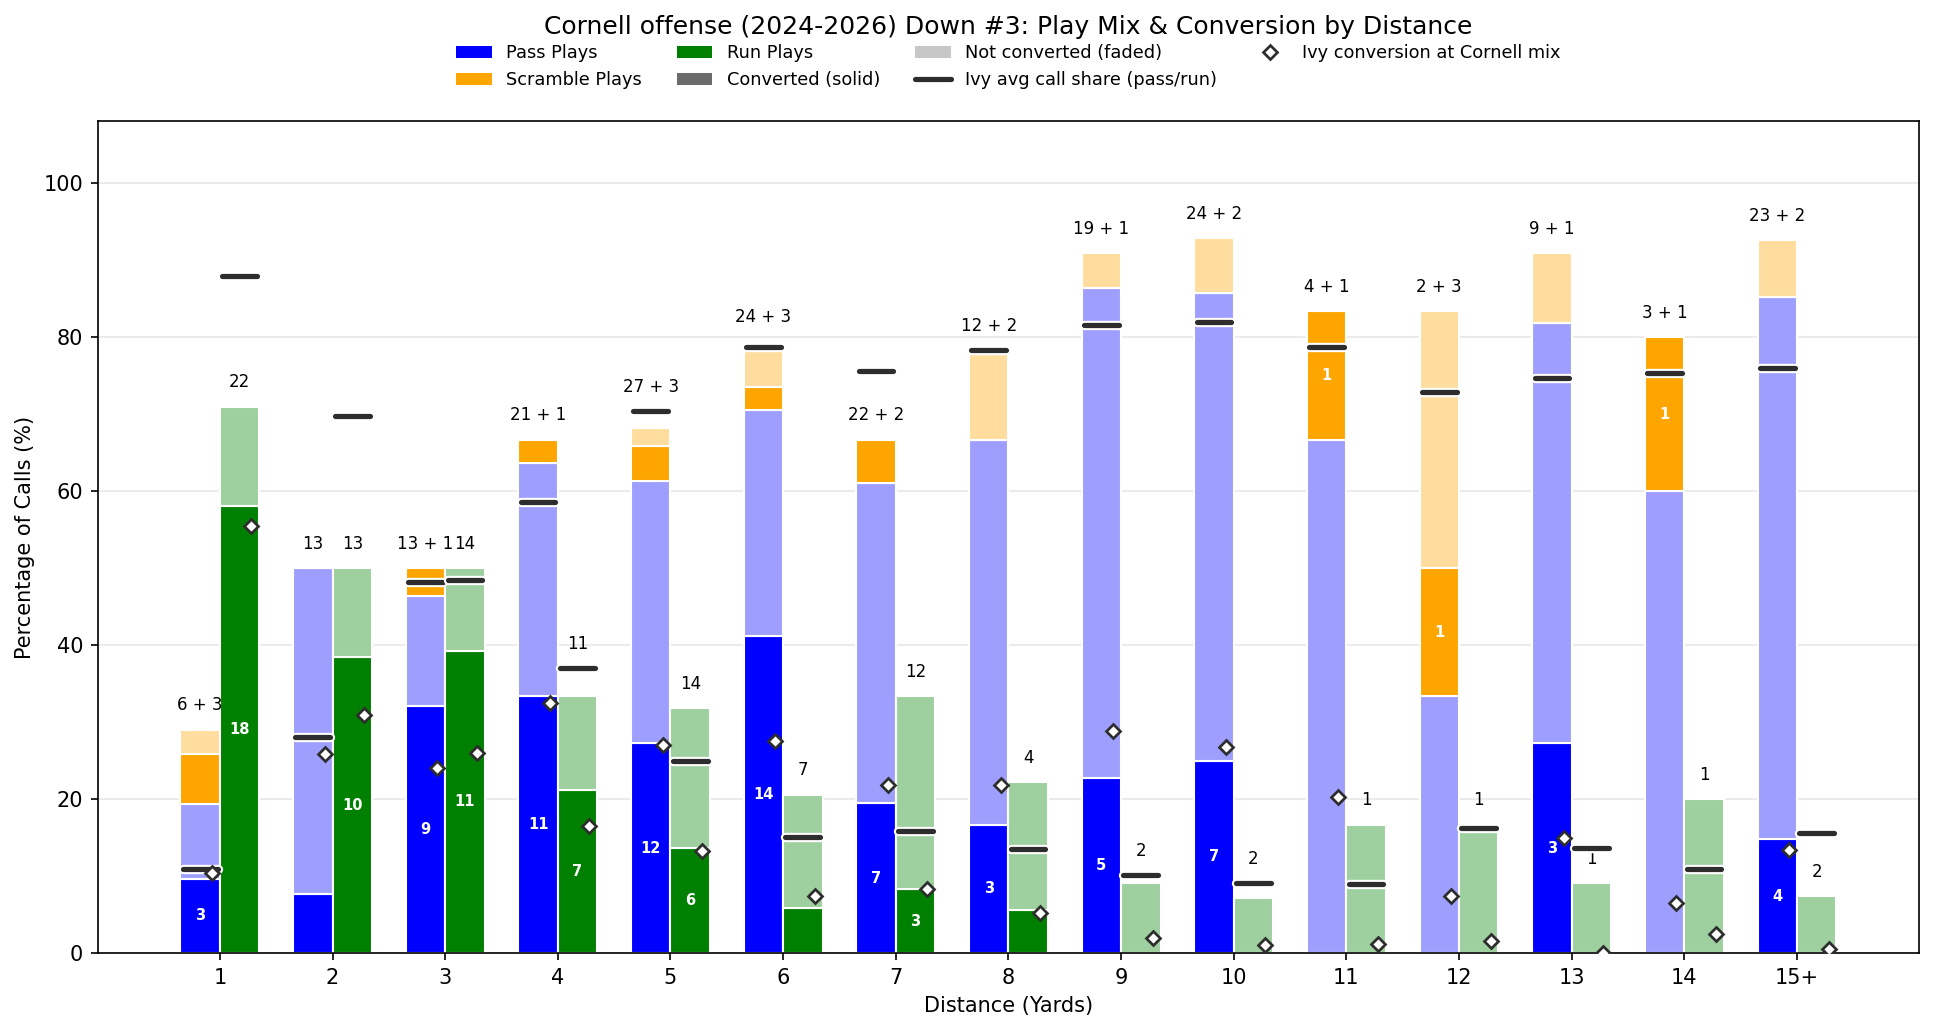 Cornell offense (2024-2026) Down #3: Play Mix & Conversion by Distance
Pass Plays
Scramble Plays
Run Plays
Converted (solid)
Not converted (faded)
Ivy avg call share (pass/run)
Ivy conversion at Cornell mix
Percentage of Calls (%)
100
80
60
40
20
0
6 + 3
22
13
13
13 + 1
14
21 + 1
11
27 + 3
14
24 + 3
7
22 + 2
12
12 + 2
4
19 + 1
2
24 + 2
2
4 + 1
1
2 + 3
1
9 + 1
1
3 + 1
1
23 + 2
2
3
18
10
9
11
11
7
12
6
14
7
3
3
5
7
1
1
3
1
4
1
2
3
4
5
6
7
8
9
10
11
12
13
14
15+
Distance (Yards)